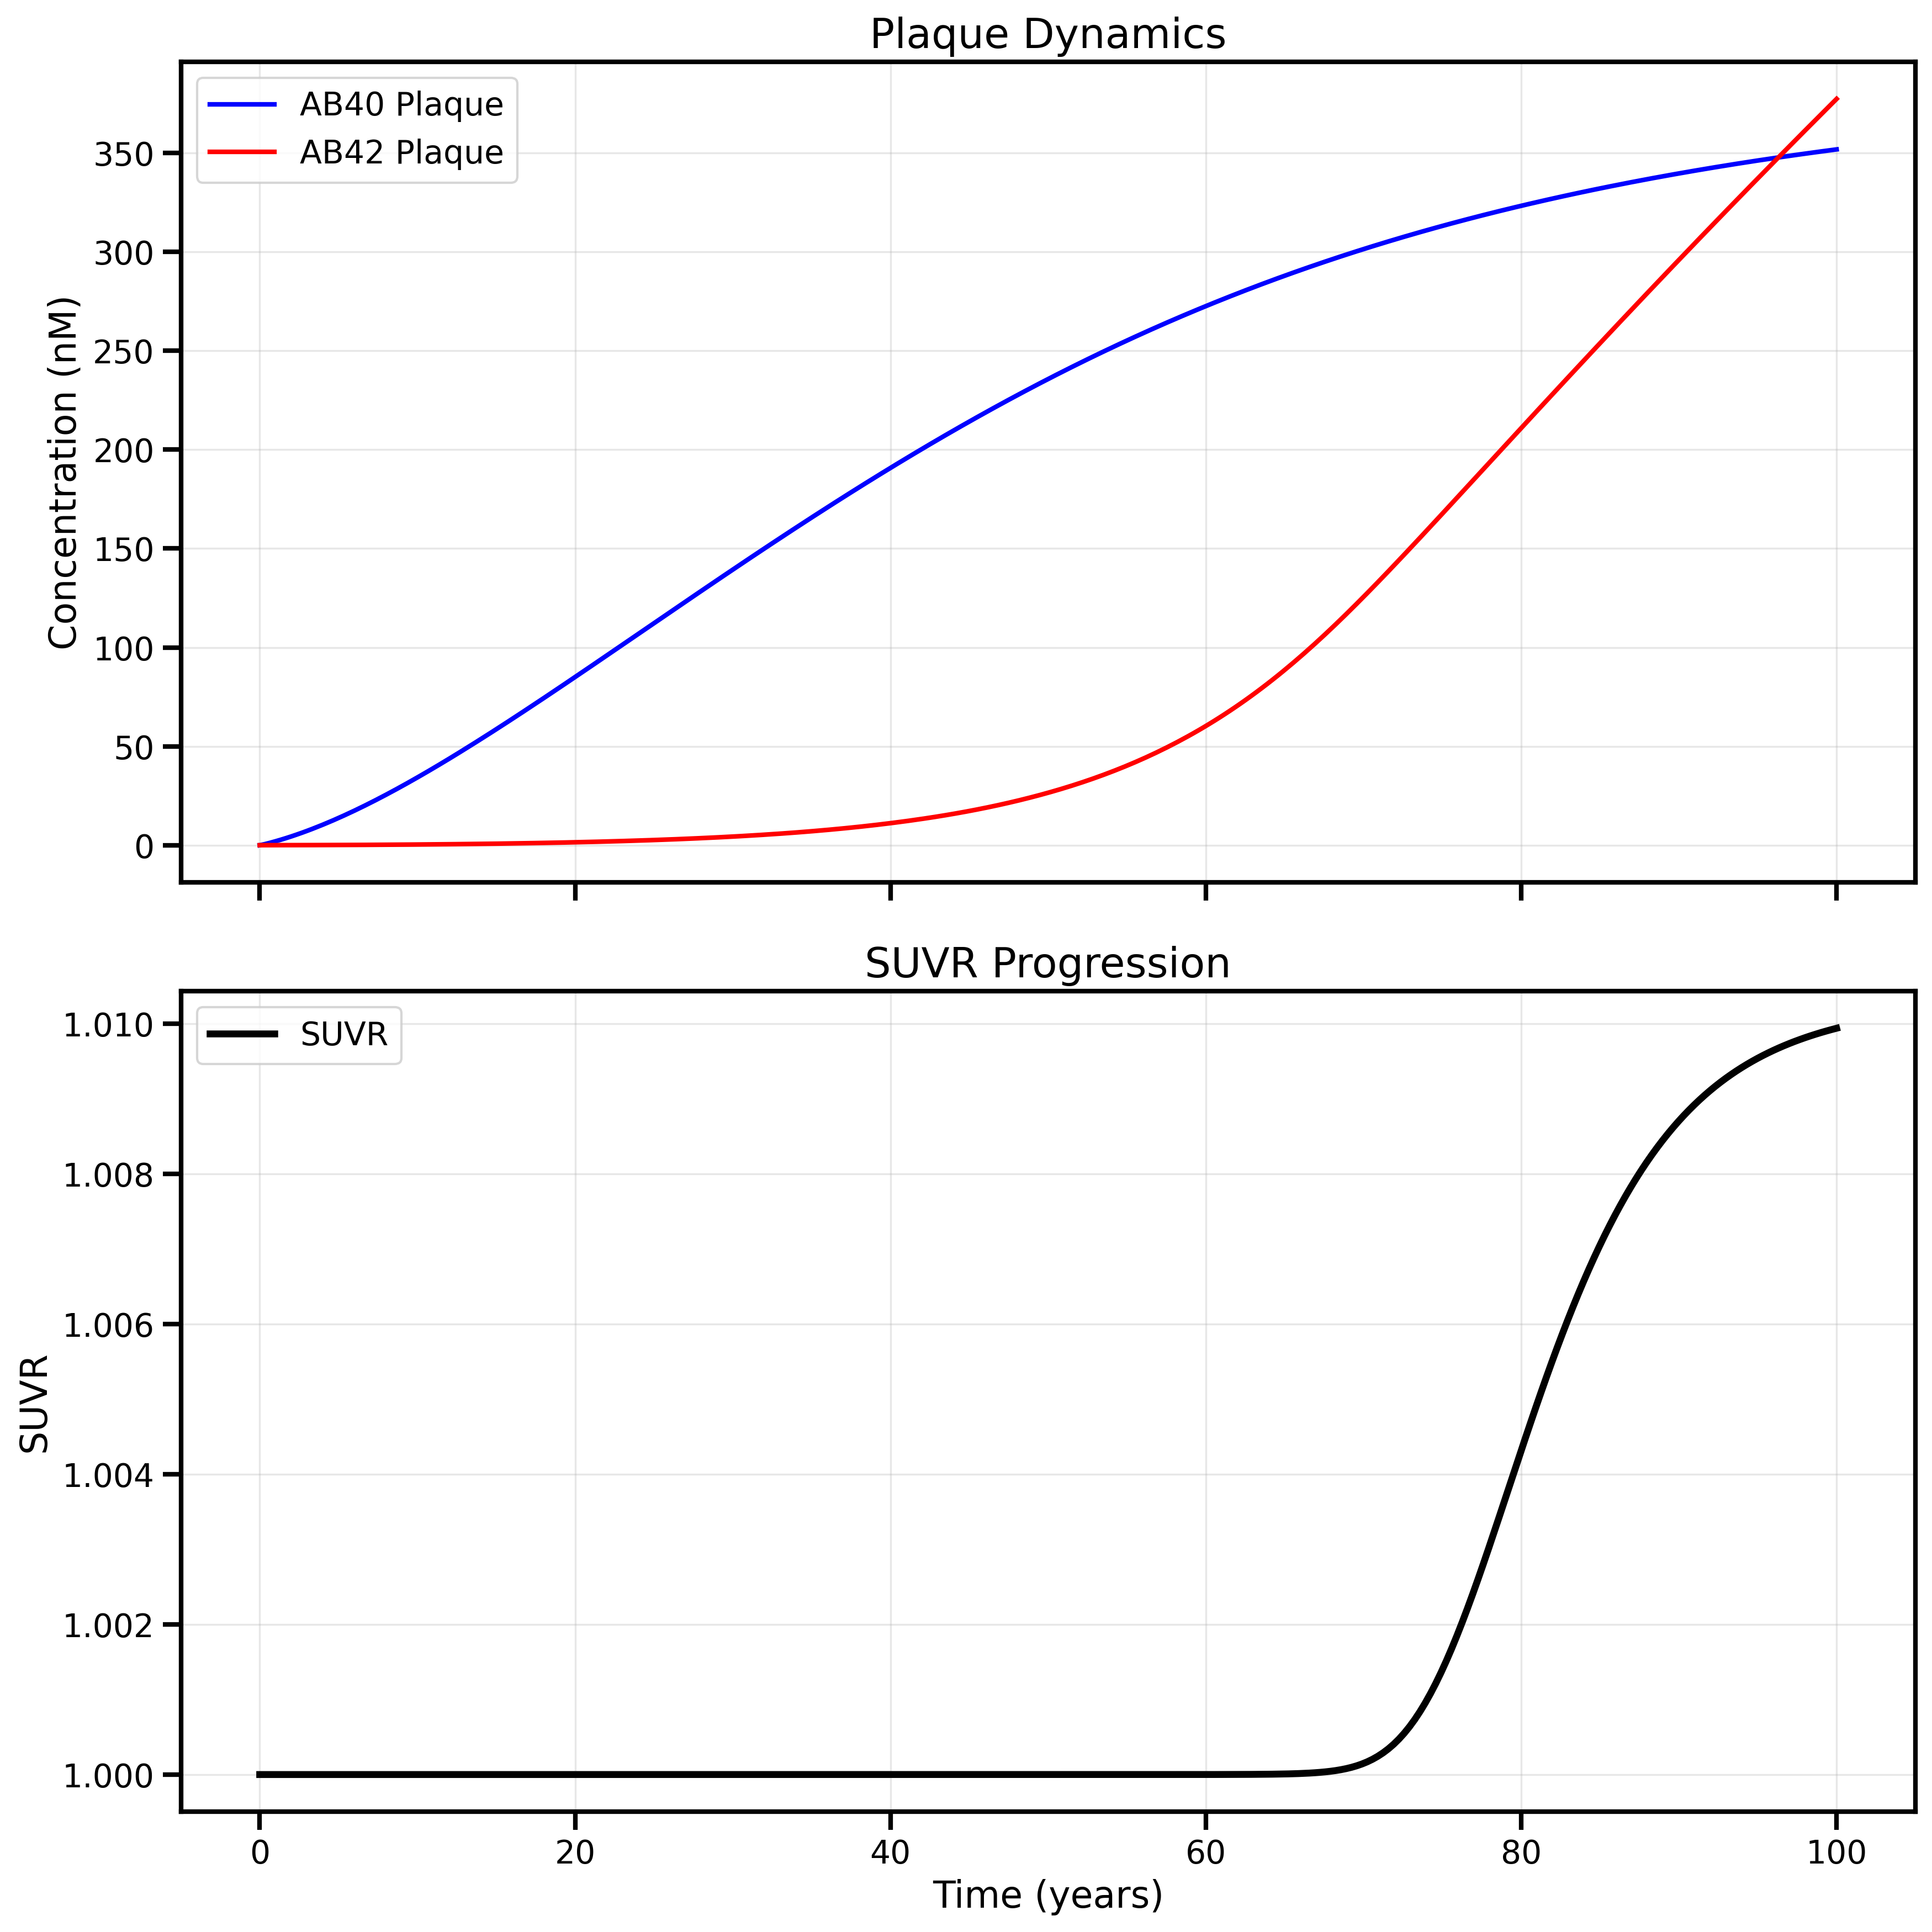 Plaque Dynamics
AB40 Plaque
AB42 Plaque
350
300
250
200
150
100
50
0
Concentration (nM)
SUVR Progression
SUVR
1.010
1.008
1.006
1.004
1.002
1.000
SUVR
0 20 40 60 80 100
Time (years)